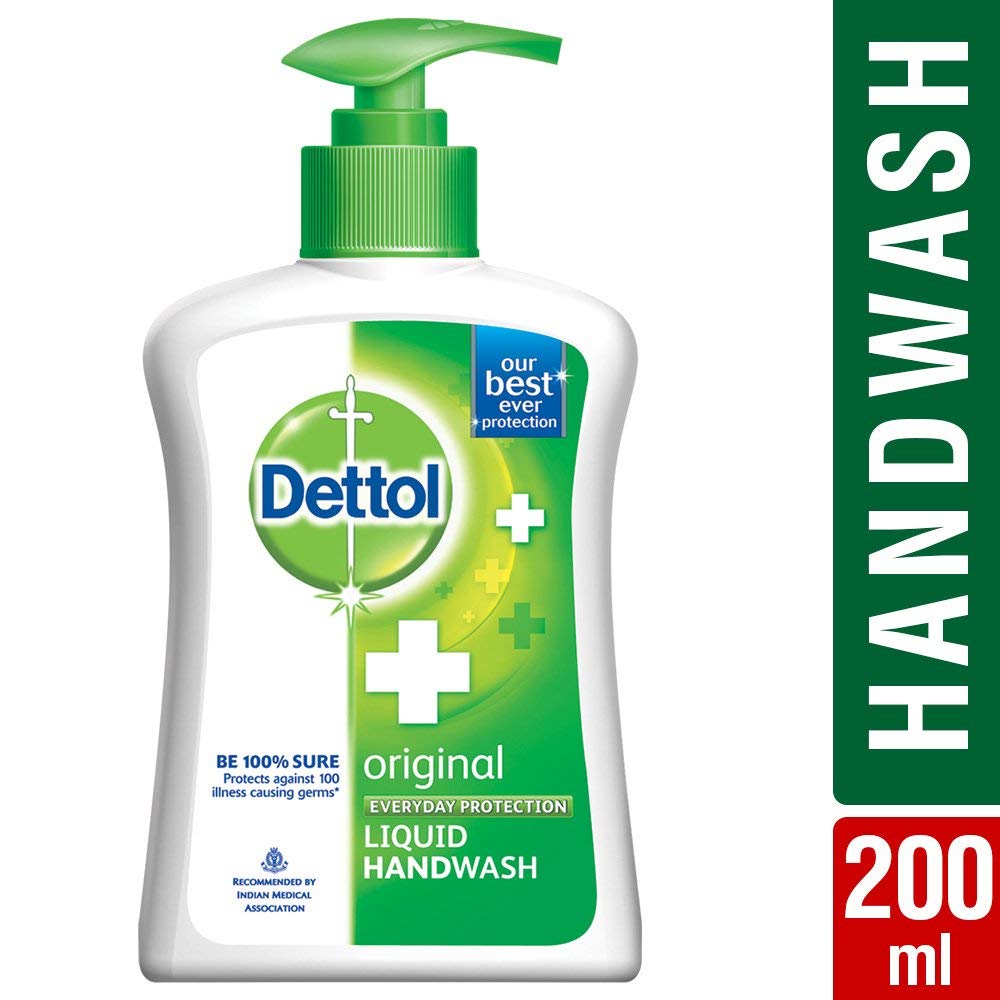 our
best
ever
protection
Dettol
BE 100% SURE
Protects against 100
illness causing germs*
RECOMMENDED BY
INDIAN MEDICAL
ASSOCIATION
original
EVERYDAY PROTECTION
LIQUID
HANDWASH
HANDWASH
200
ml